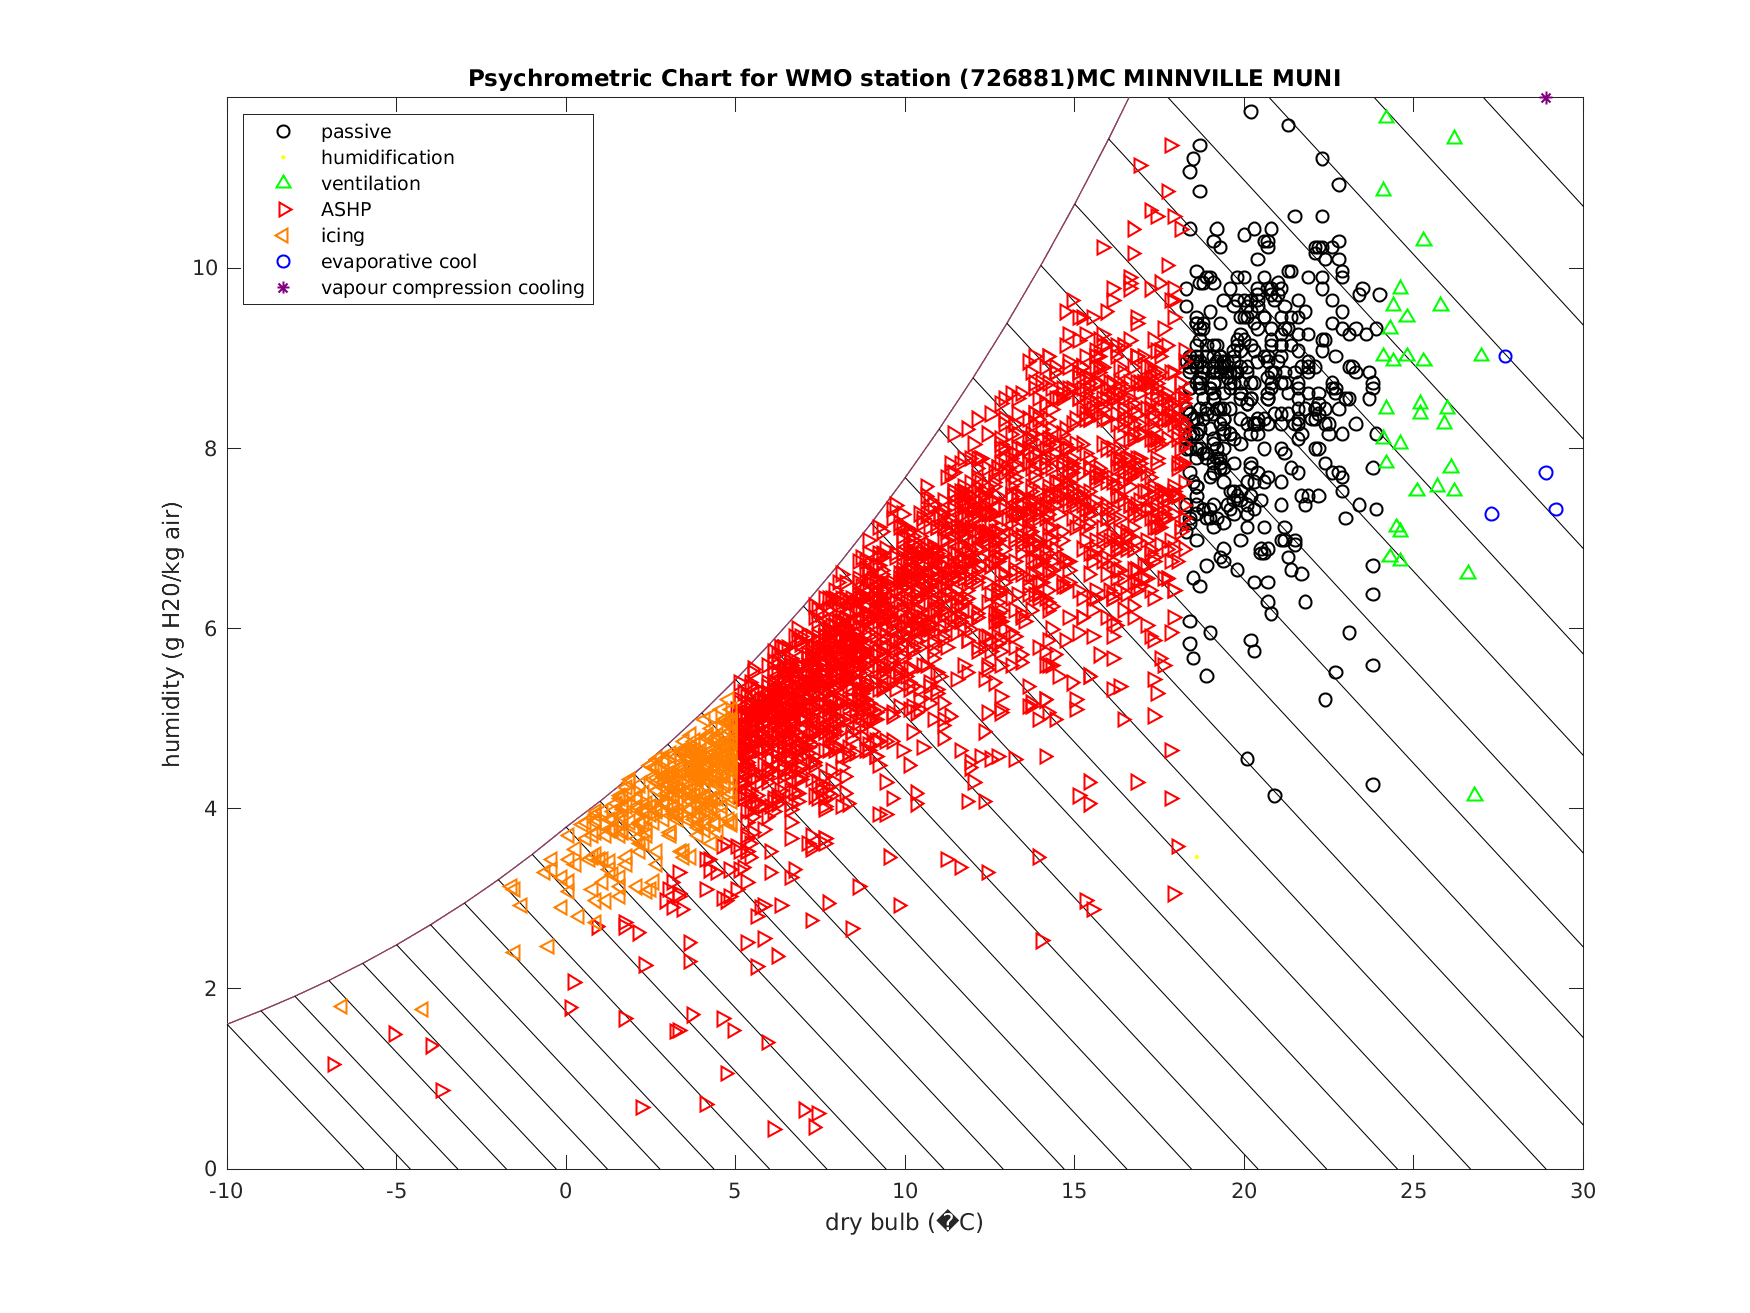 Psychrometric Chart for WMO station (726881)MC MINNVILLE MUNI
passive
humidification
ventilation
ASHP
icing
evaporative cool
vapour compression cooling
humidity (g H20/kg air)
10
8
6
4
2
0
-10 -5 0 5 10 15 20 25 30
dry bulb (�C)